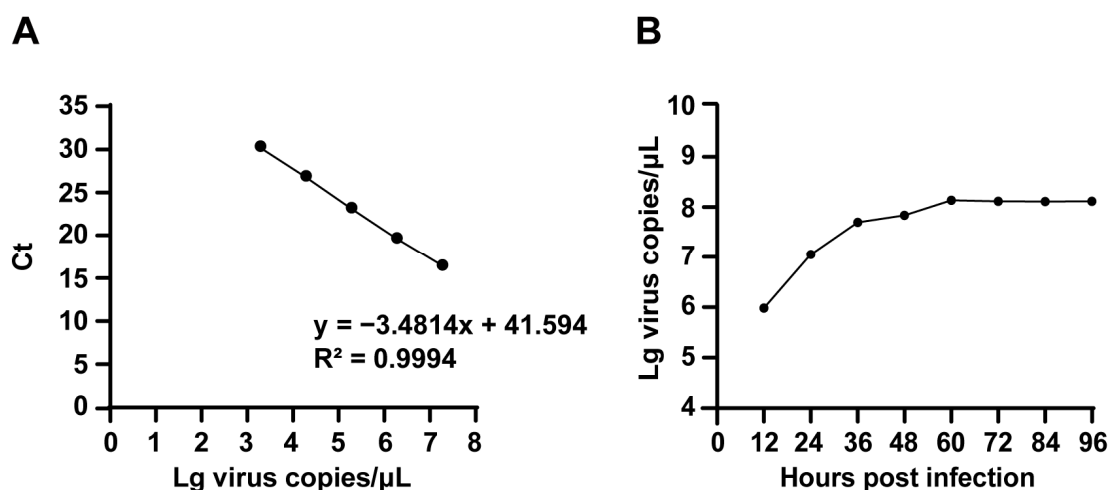 A
35
30
25
20
15
10
5
0
Ct
y = −3.4814x + 41.594
R² = 0.9994
0 1 2 3 4 5 6 7 8
Lg virus copies/μL
B
10
9
8
7
6
5
4
Lg virus copies/μL
0 12 24 36 48 60 72 84 96
Hours post infection